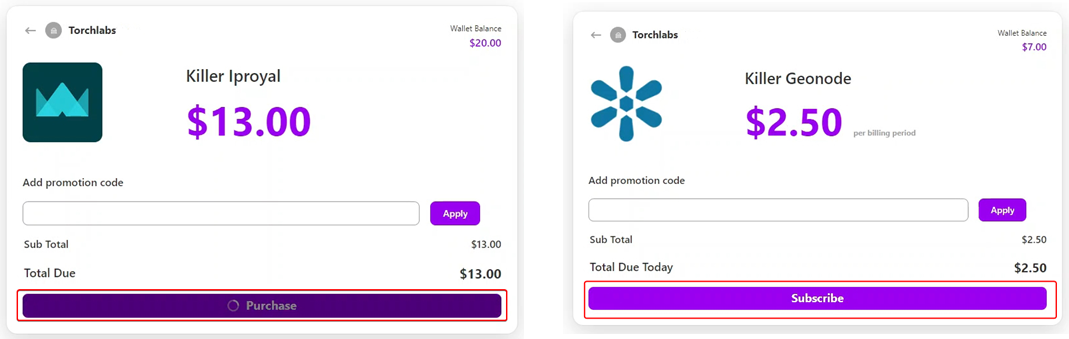 Torchlabs
Wallet Balance
$20.00
Killer Iproyal
$13.00
Add promotion code
Apply
Sub Total $13.00
Total Due $13.00
Purchase
Torchlabs
Wallet Balance
$7.00
Killer Geonode
$2.50 per billing period
Add promotion code
Apply
Sub Total $2.50
Total Due Today $2.50
Subscribe